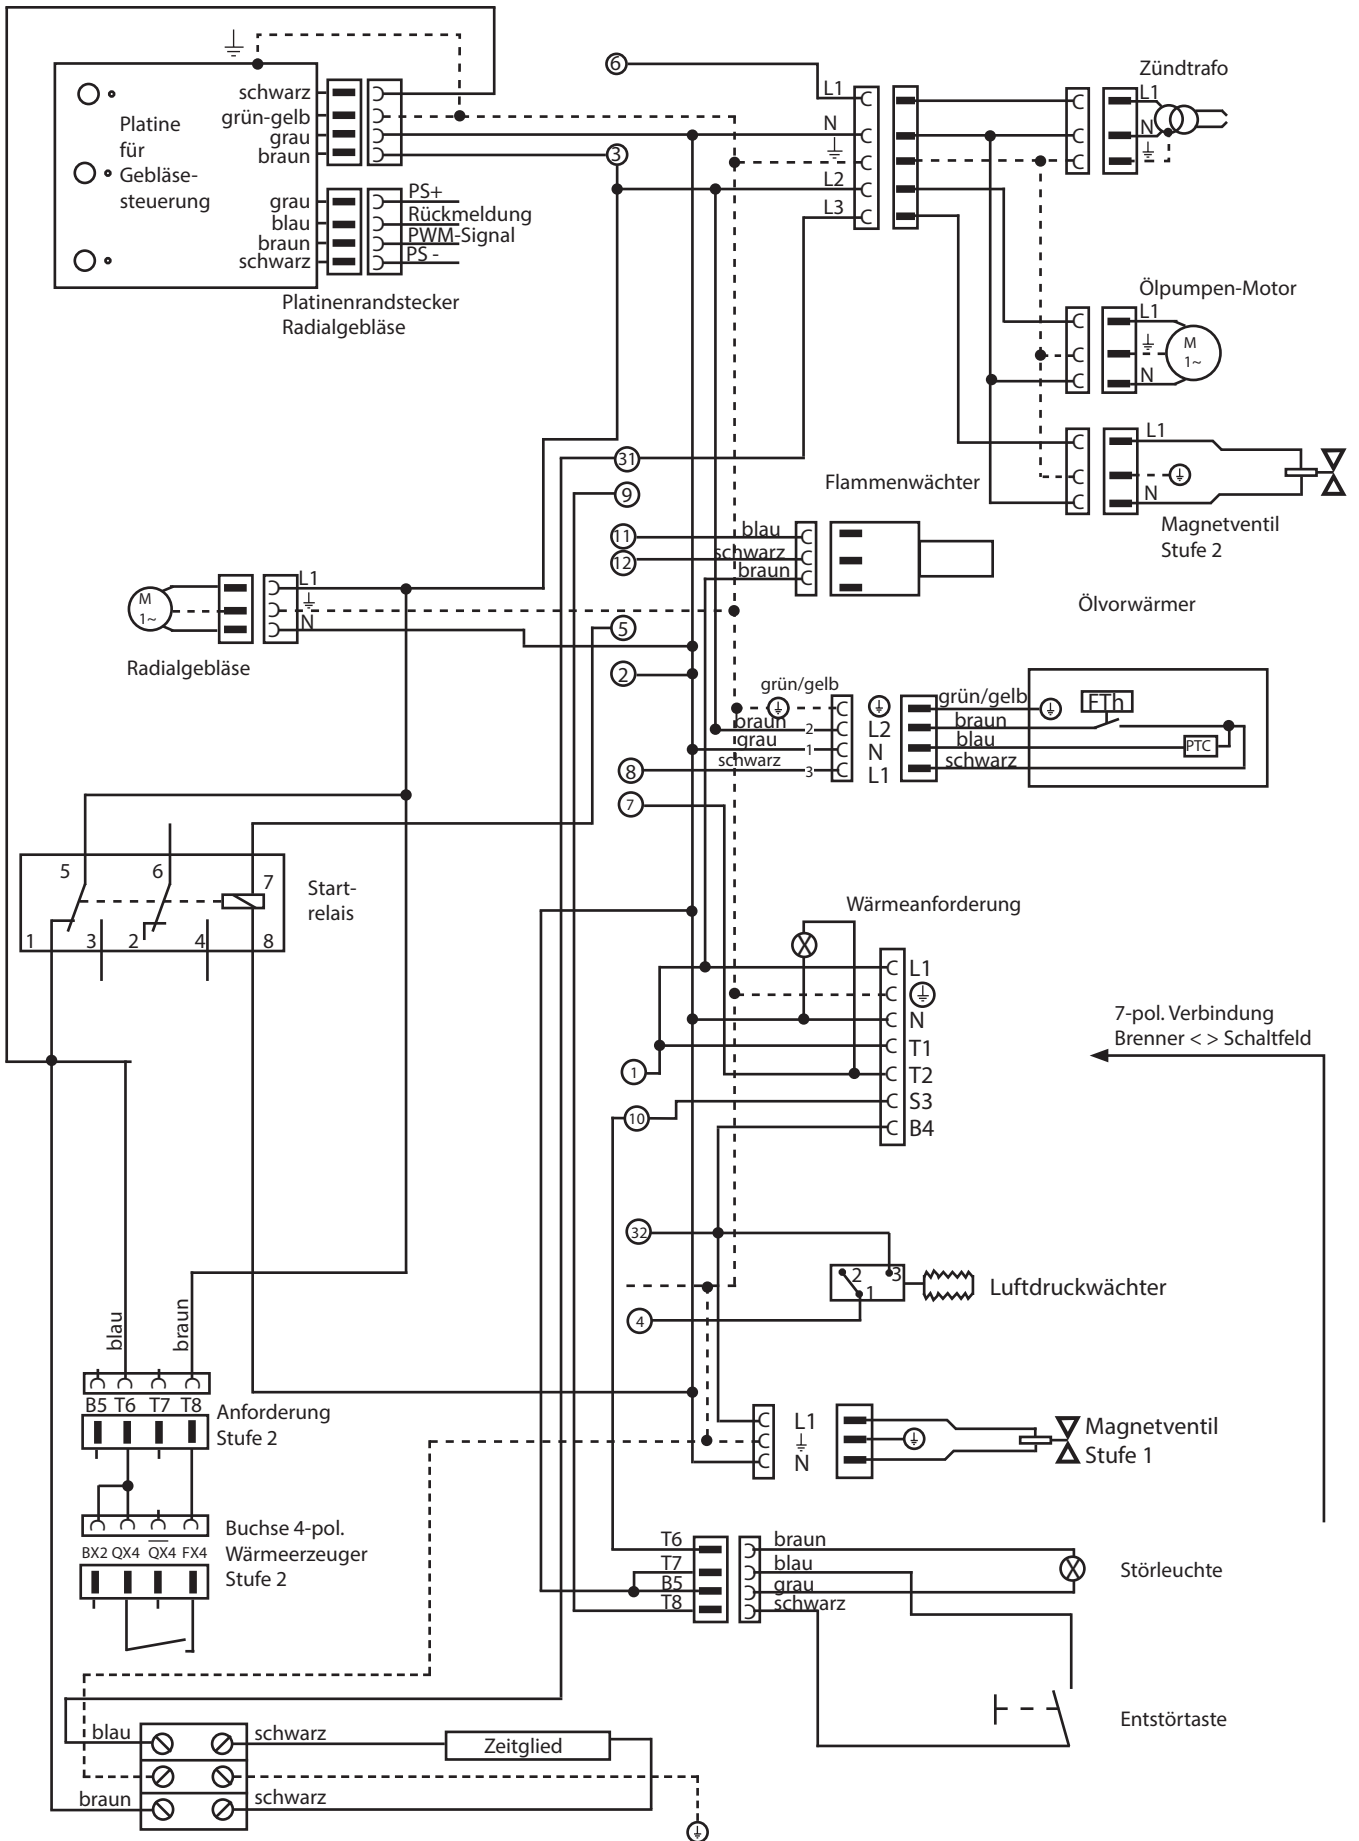 schwarz
grün-gelb
grau
braun
Platine
für
Gebläse-
steuerung
grau
blau
braun
schwarz
PS+
Rückmeldung
PWM-Signal
PS -
Platinenrandstecker
Radialgebläse
6
3
L1
N
L2
L3
Zündtrafo
L1
N
Ölpumpen-Motor
L1
M
1~
N
L1
N
Magnetventil
Stufe 2
31
9
11
12
Flammenwächter
blau
schwarz
braun
Ölvorwärmer
M
1~
L1
N
Radialgebläse
5
2
8
7
grün/gelb
braun
2
grau
1
schwarz
3
L2
N
L1
grün/gelb
braun
blau
schwarz
FTh
PTC
5
6
7
1
3
2
4
8
Start-
relais
Wärmeanforderung
L1
N
T1
T2
S3
B4
1
10
7-pol. Verbindung
Brenner < > Schaltfeld
32
4
2
3
1
Luftdruckwächter
blau
braun
B5 T6 T7 T8
Anforderung
Stufe 2
L1
N
Magnetventil
Stufe 1
Buchse 4-pol.
Wärmeerzeuger
Stufe 2
BX2 QX4 QX4 FX4
T6
T7
B5
T8
braun
blau
grau
schwarz
Störleuchte
Entstörtaste
blau
schwarz
Zeitglied
braun
schwarz